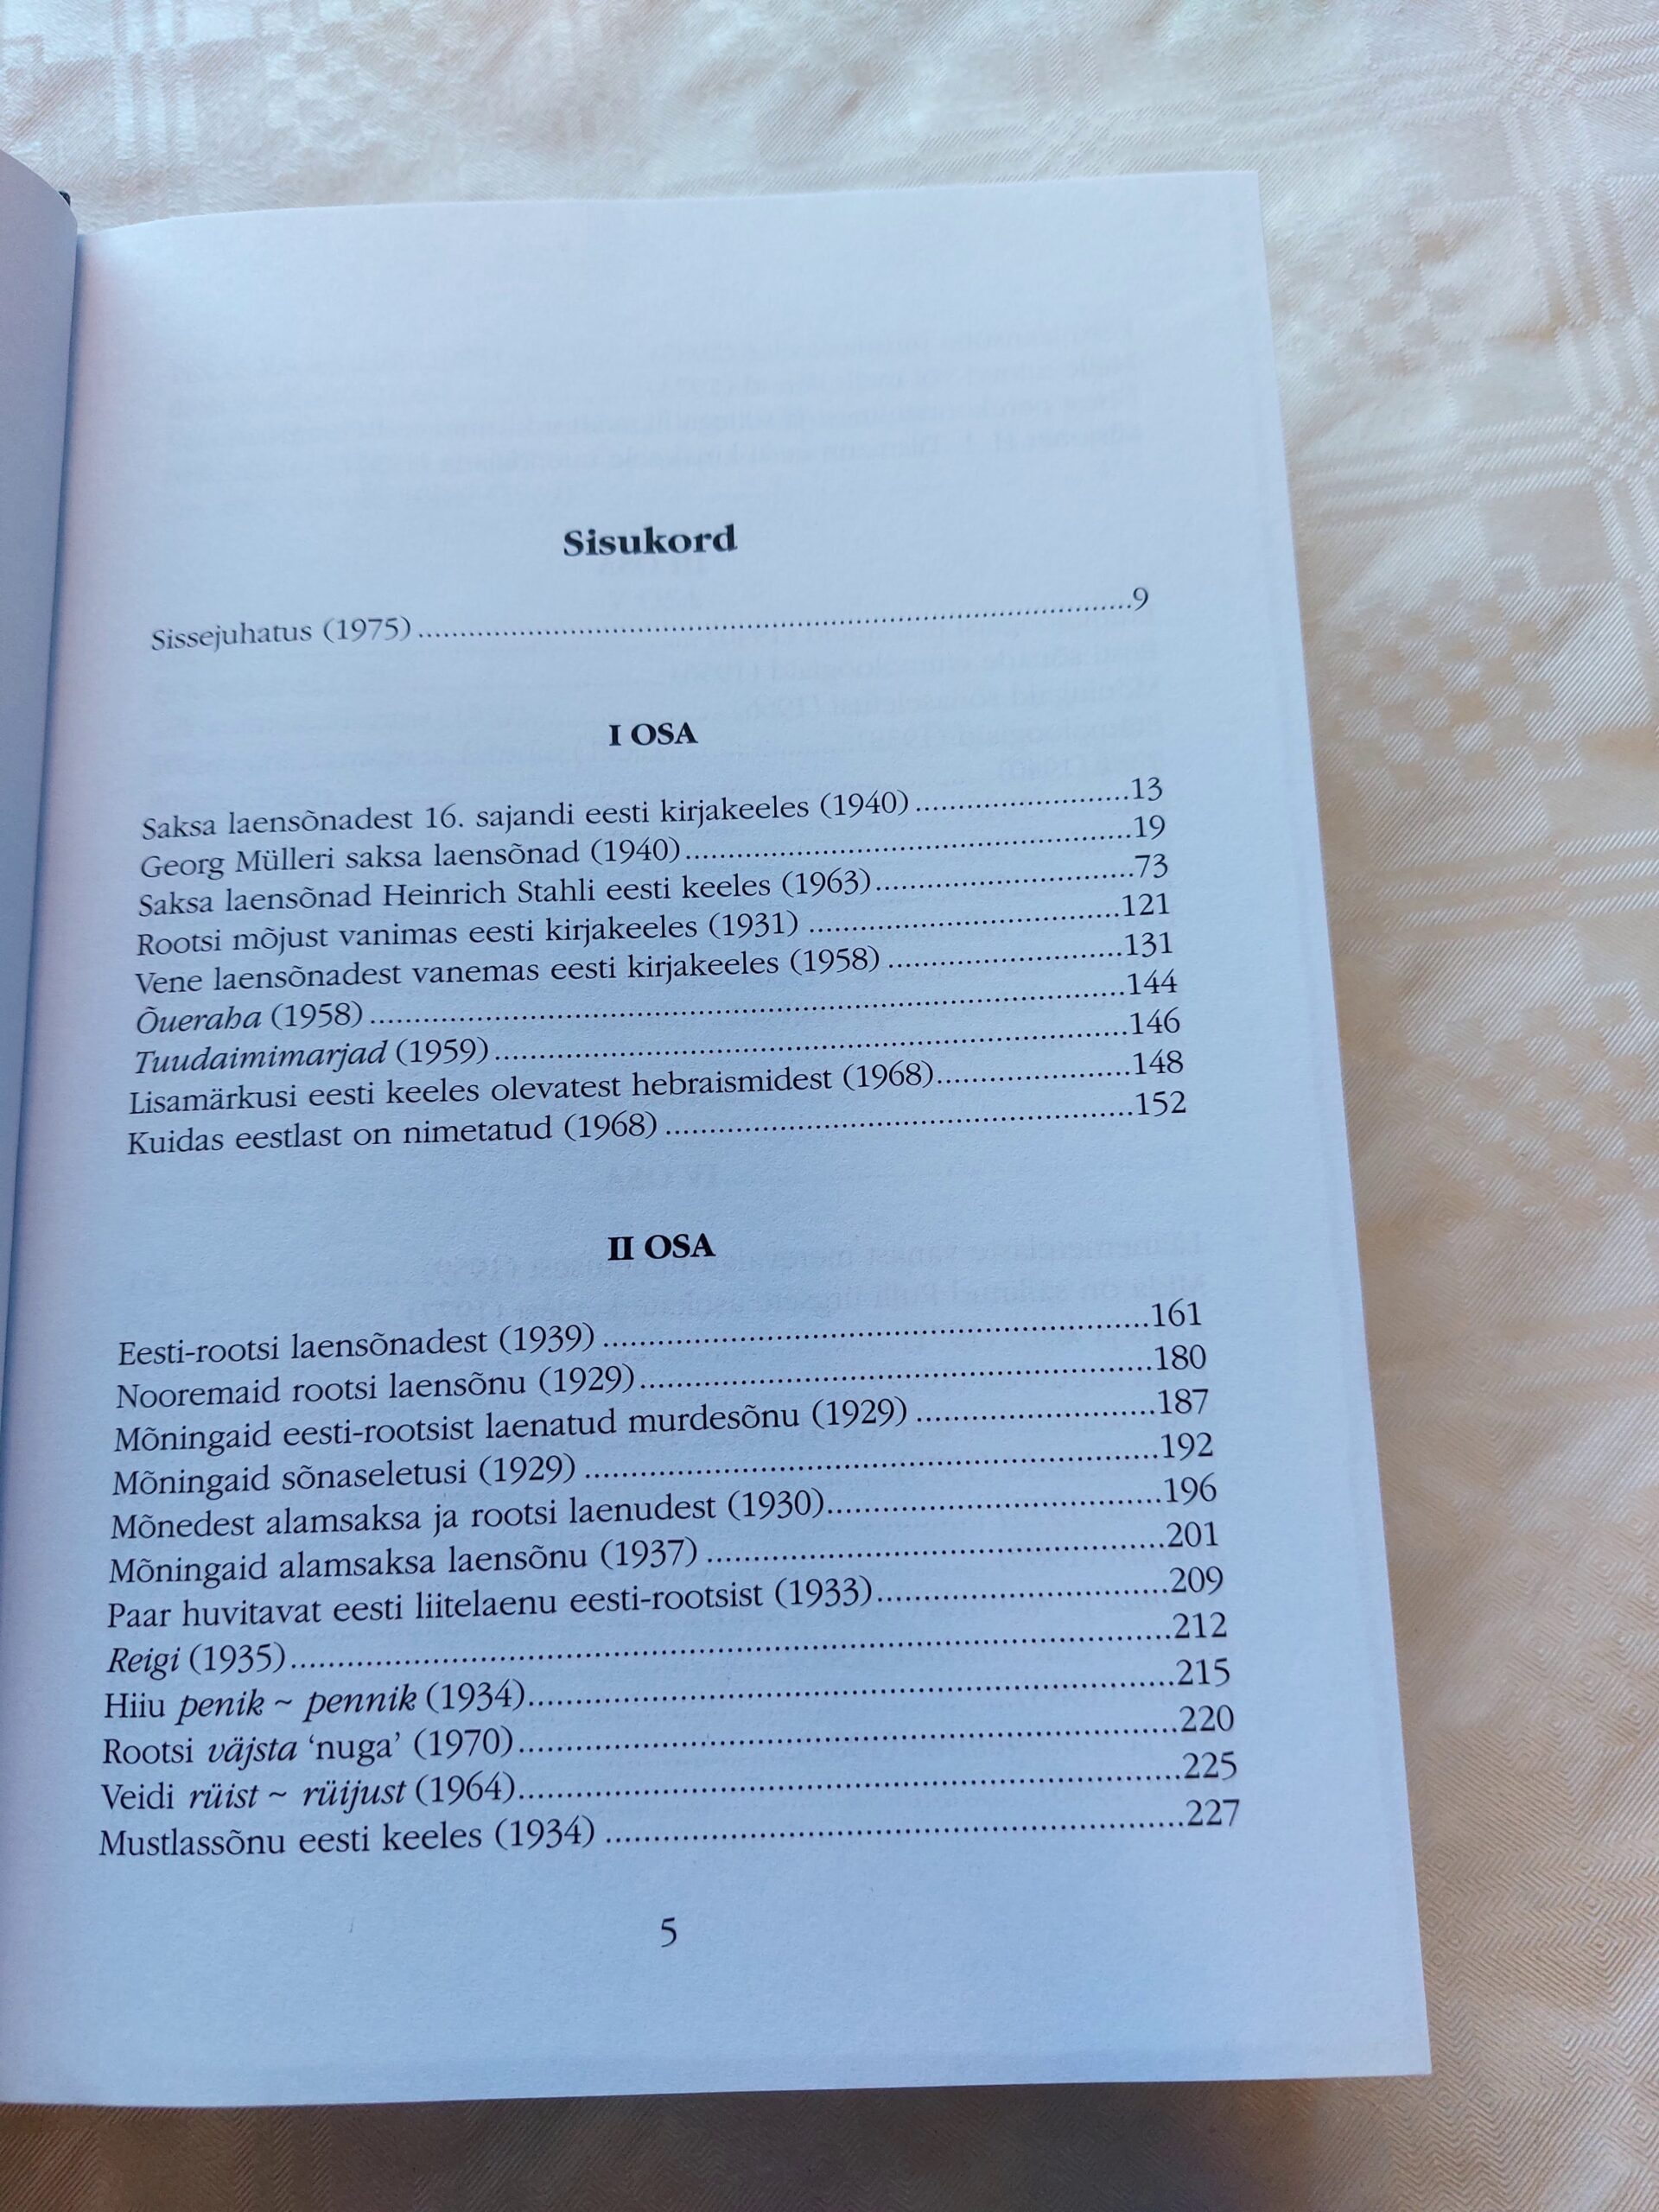 Sisukord
Sissejuhatus (1975)..........9
I OSA
Saksa laensõnadest 16. sajandi eesti kirjakeeles (1940)..........13
Georg Mülleri saksa laensõnad (1940)..........19
Saksa laensõnad Heinrich Stahli eesti keeles (1963)..........73
Rootsi mõjust vanimas eesti kirjakeeles (1931)..........121
Vene laensõnadest vanemas eesti kirjakeeles (1958)..........131
Õueraha (1958)..........144
Tuudaimimarjad (1959)..........146
Lisamärkusi eesti keeles olevatest hebraismidest (1968)..........148
Kuidas eestlast on nimetatud (1968)..........152
II OSA
Eesti-rootsi laensõnadest (1939)..........161
Nooremaid rootsi laensõnu (1929)..........180
Mõningaid eesti-rootsist laenatud murdesõnu (1929)..........187
Mõningaid sõnaseletusi (1929)..........192
Mõnedest alamsaksa ja rootsi laenudest (1930)..........196
Mõningaid alamsaksa laensõnu (1937)..........201
Paar huvitavat eesti liitelaenu eesti-rootsist (1933)..........209
Reigi (1935)..........212
Hiiu penik ~ pennik (1934)..........215
Rootsi väjsta ‘nuga’ (1970)..........220
Veidi rüist ~ rüijust (1964)..........225
Mustlassõnu eesti keeles (1934)..........227
5